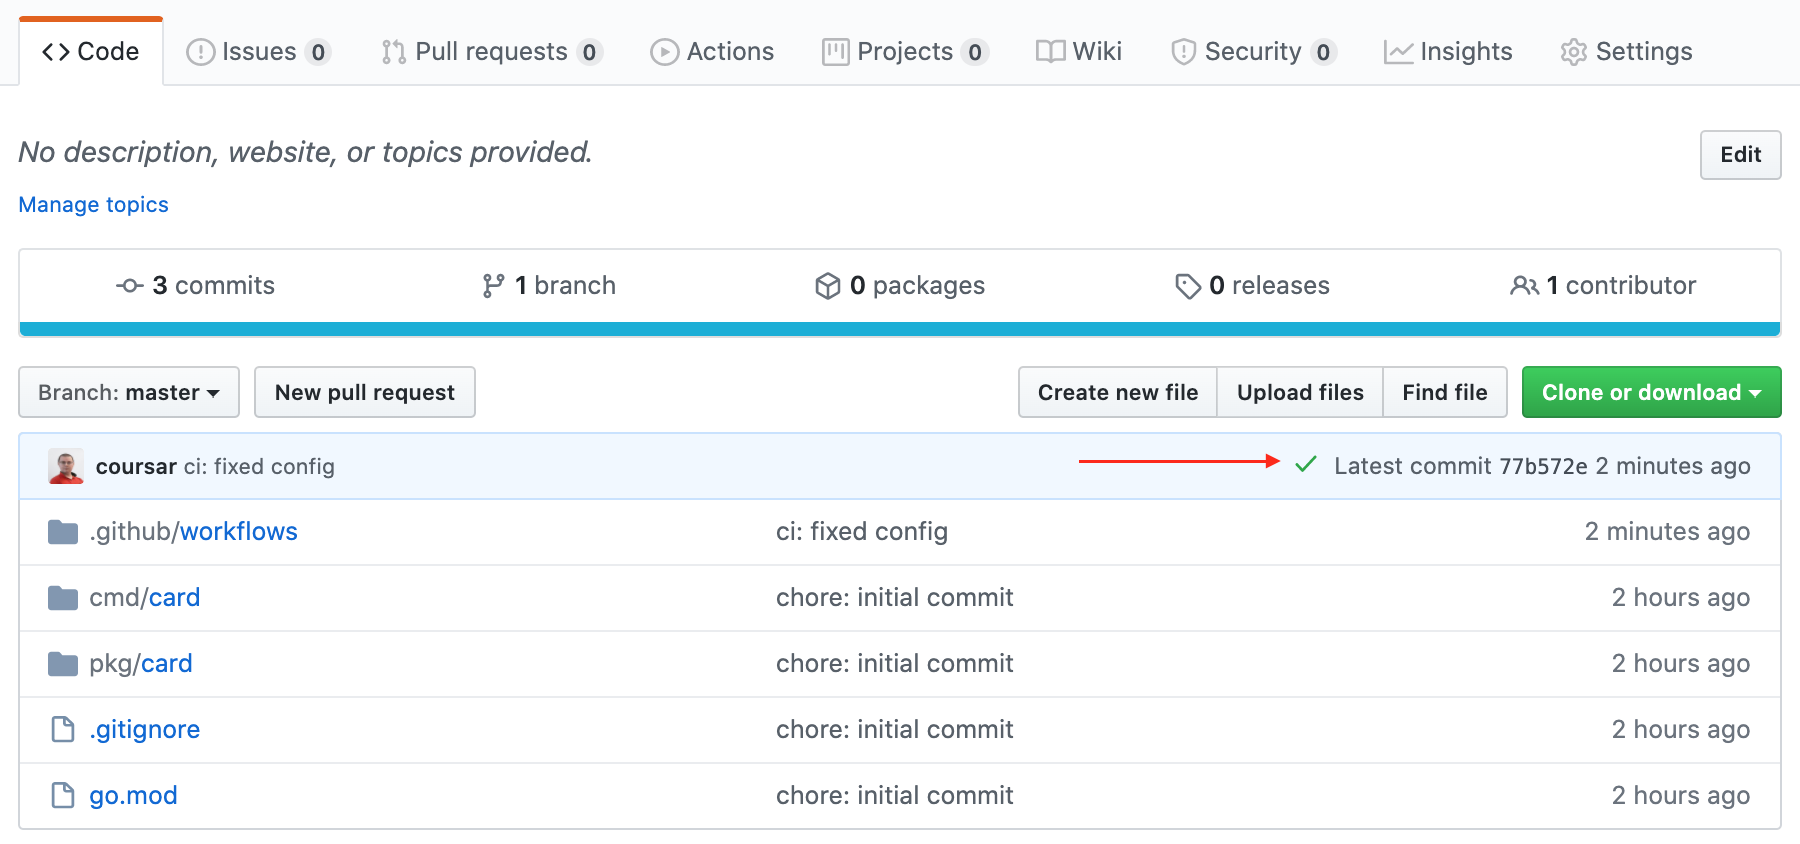 Code Issues 0 Pull requests 0 Actions Projects 0 Wiki Security 0 Insights Settings
No description, website, or topics provided. Edit
Manage topics
3 commits 1 branch 0 packages 0 releases 1 contributor
Branch: master New pull request Create new file Upload files Find file Clone or download
coursar ci: fixed config Latest commit 77b572e 2 minutes ago
.github/workflows ci: fixed config 2 minutes ago
cmd/card chore: initial commit 2 hours ago
pkg/card chore: initial commit 2 hours ago
.gitignore chore: initial commit 2 hours ago
go.mod chore: initial commit 2 hours ago